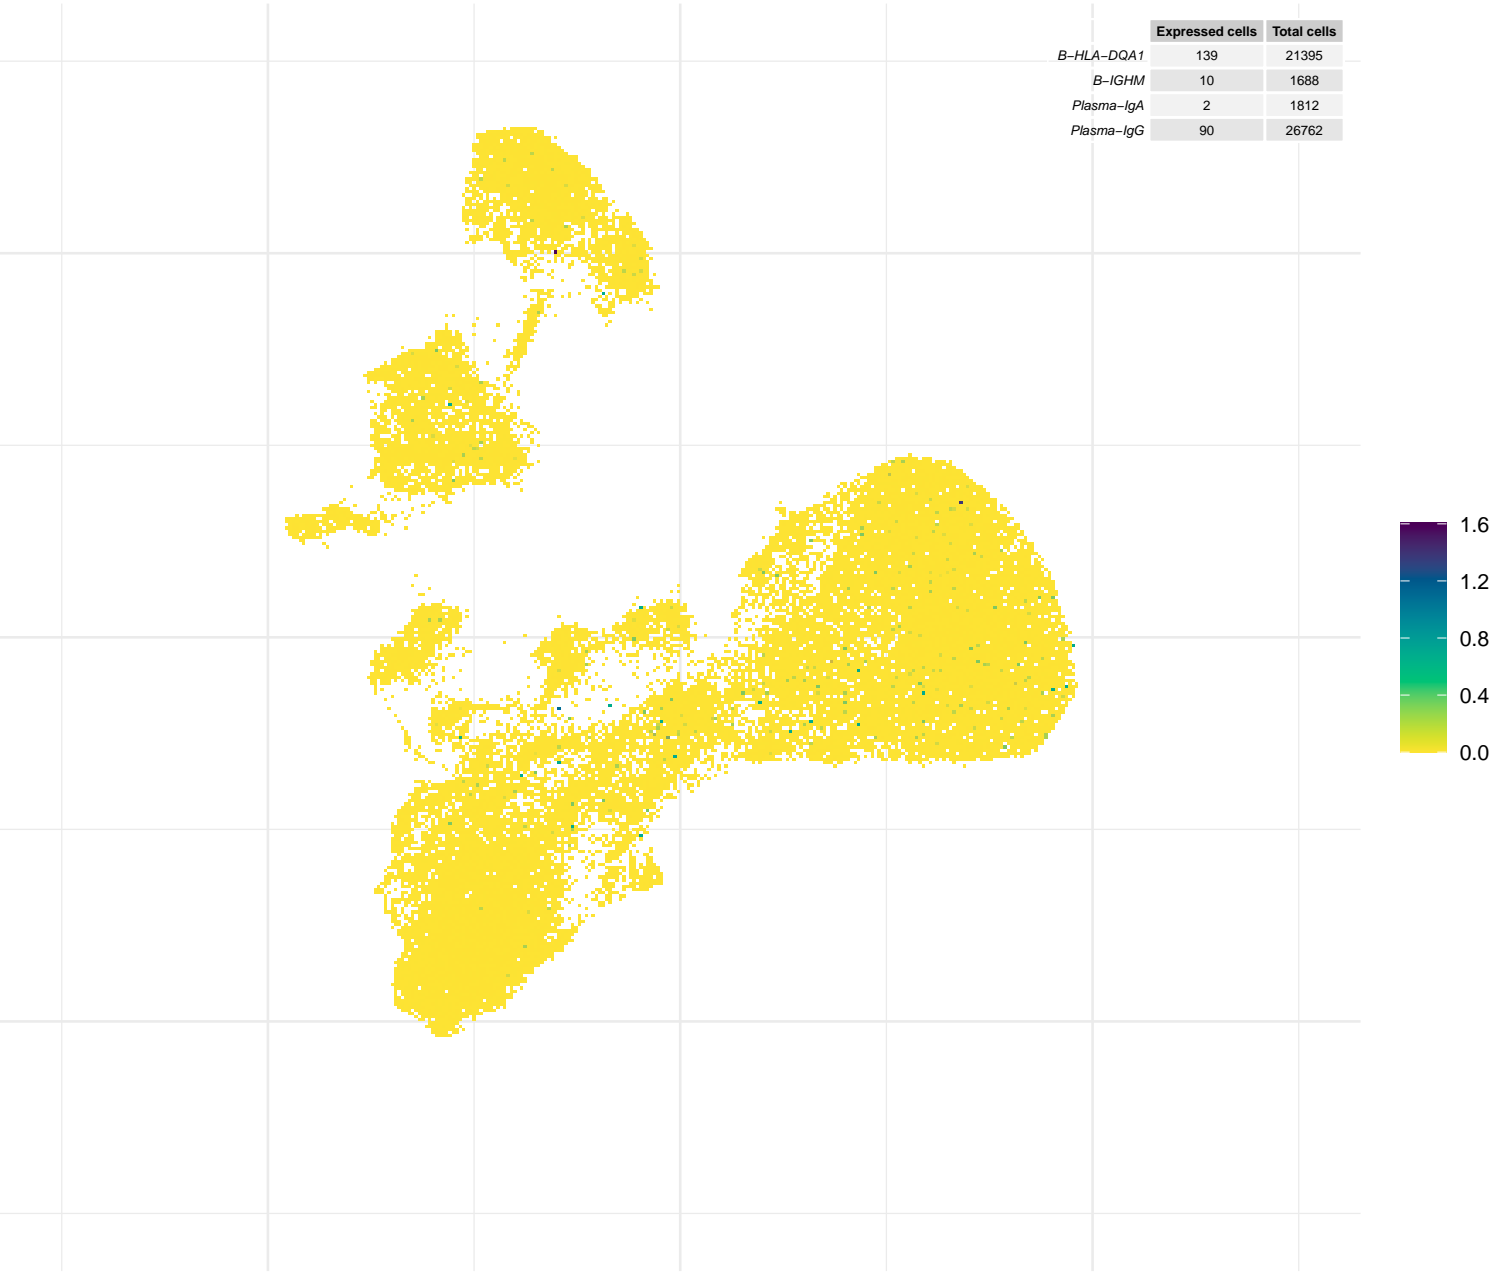 Expressed cells Total cells
B−HLA−DQA1 139 21395
B−IGHM 10 1688
Plasma−IgA 2 1812
Plasma−IgG 90 26762
1.6
1.2
0.8
0.4
0.0